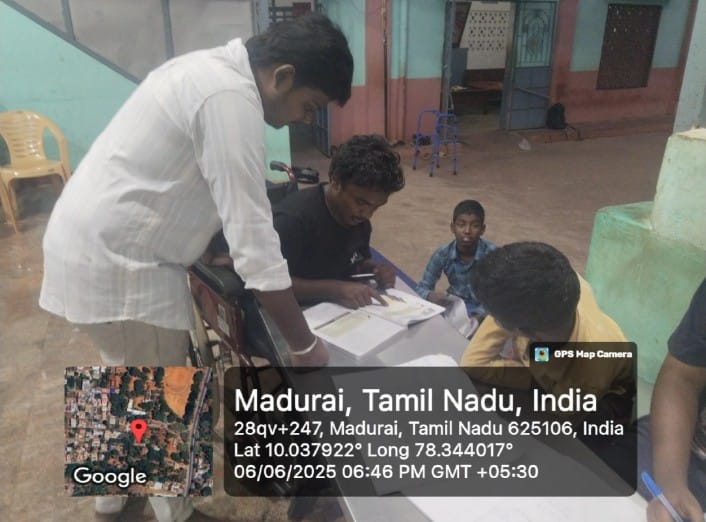 GPS Map Camera
Madurai, Tamil Nadu, India
28qv+247, Madurai, Tamil Nadu 625106, India
Lat 10.037922° Long 78.344017°
06/06/2025 06:46 PM GMT +05:30
Google